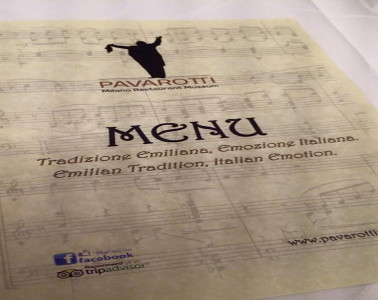 PAVAROTTI
Milano Restaurant Museum
MENU
Tradizione Emiliana, Emozione Italiana.
Emilian Tradition, Italian Emotion.
facebook
tripadvisor
www.pavarotti